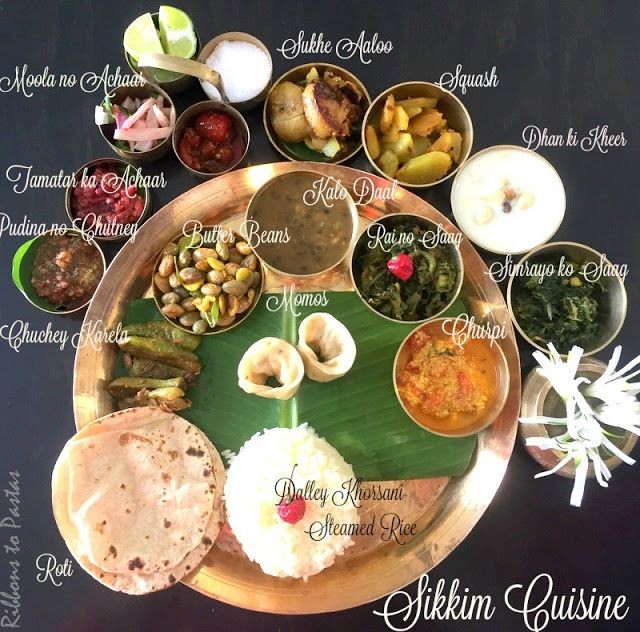 Sukhe Aaloo
Moola no Achaar
Squash
Dhan ki Kheer
Tamatar ka Achaar
Kalo Daal
Pudina no Chutney
Butter Beans
Rai no Saag
Simrayo ko Saag
Momos
Chuchey Karela
Churpi
Dalley Khorsani
Steamed Rice
Roti
Sikkim Cuisine
Ribbons to Pastas